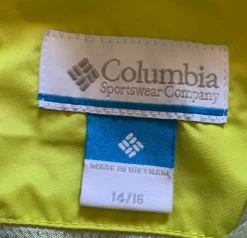 Columbia
Sportswear Company
MADE IN VIETNAM
14/16